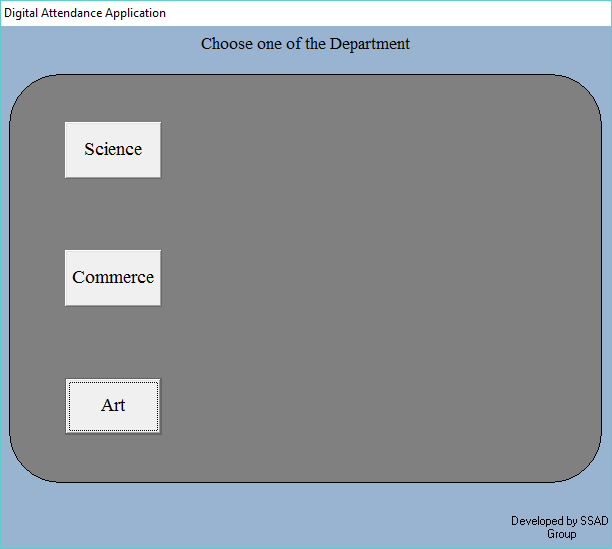 Digital Attendance Application
Choose one of the Department
Science
Commerce
Art
Developed by SSAD
Group